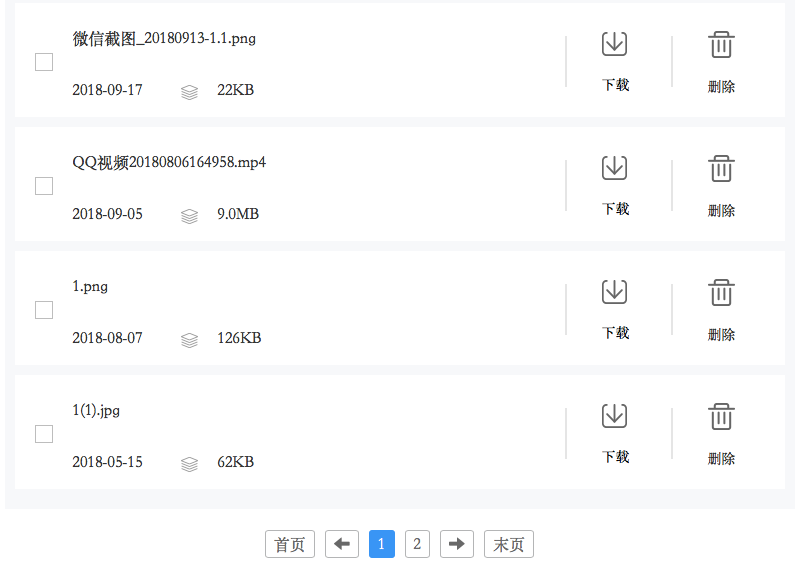 微信截图_20180913-1.1.png
2018-09-17 22KB
下载 删除
QQ视频20180806164958.mp4
2018-09-05 9.0MB
下载 删除
1.png
2018-08-07 126KB
下载 删除
1(1).jpg
2018-05-15 62KB
下载 删除
首页 1 2 末页